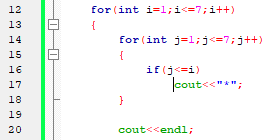 12 for(int i=1;i<=7;i++)
13 {
14 for(int j=1;j<=7;j++)
15 {
16 if(j<=i)
17 cout<<"*";
18 }
19
20 cout<<endl;